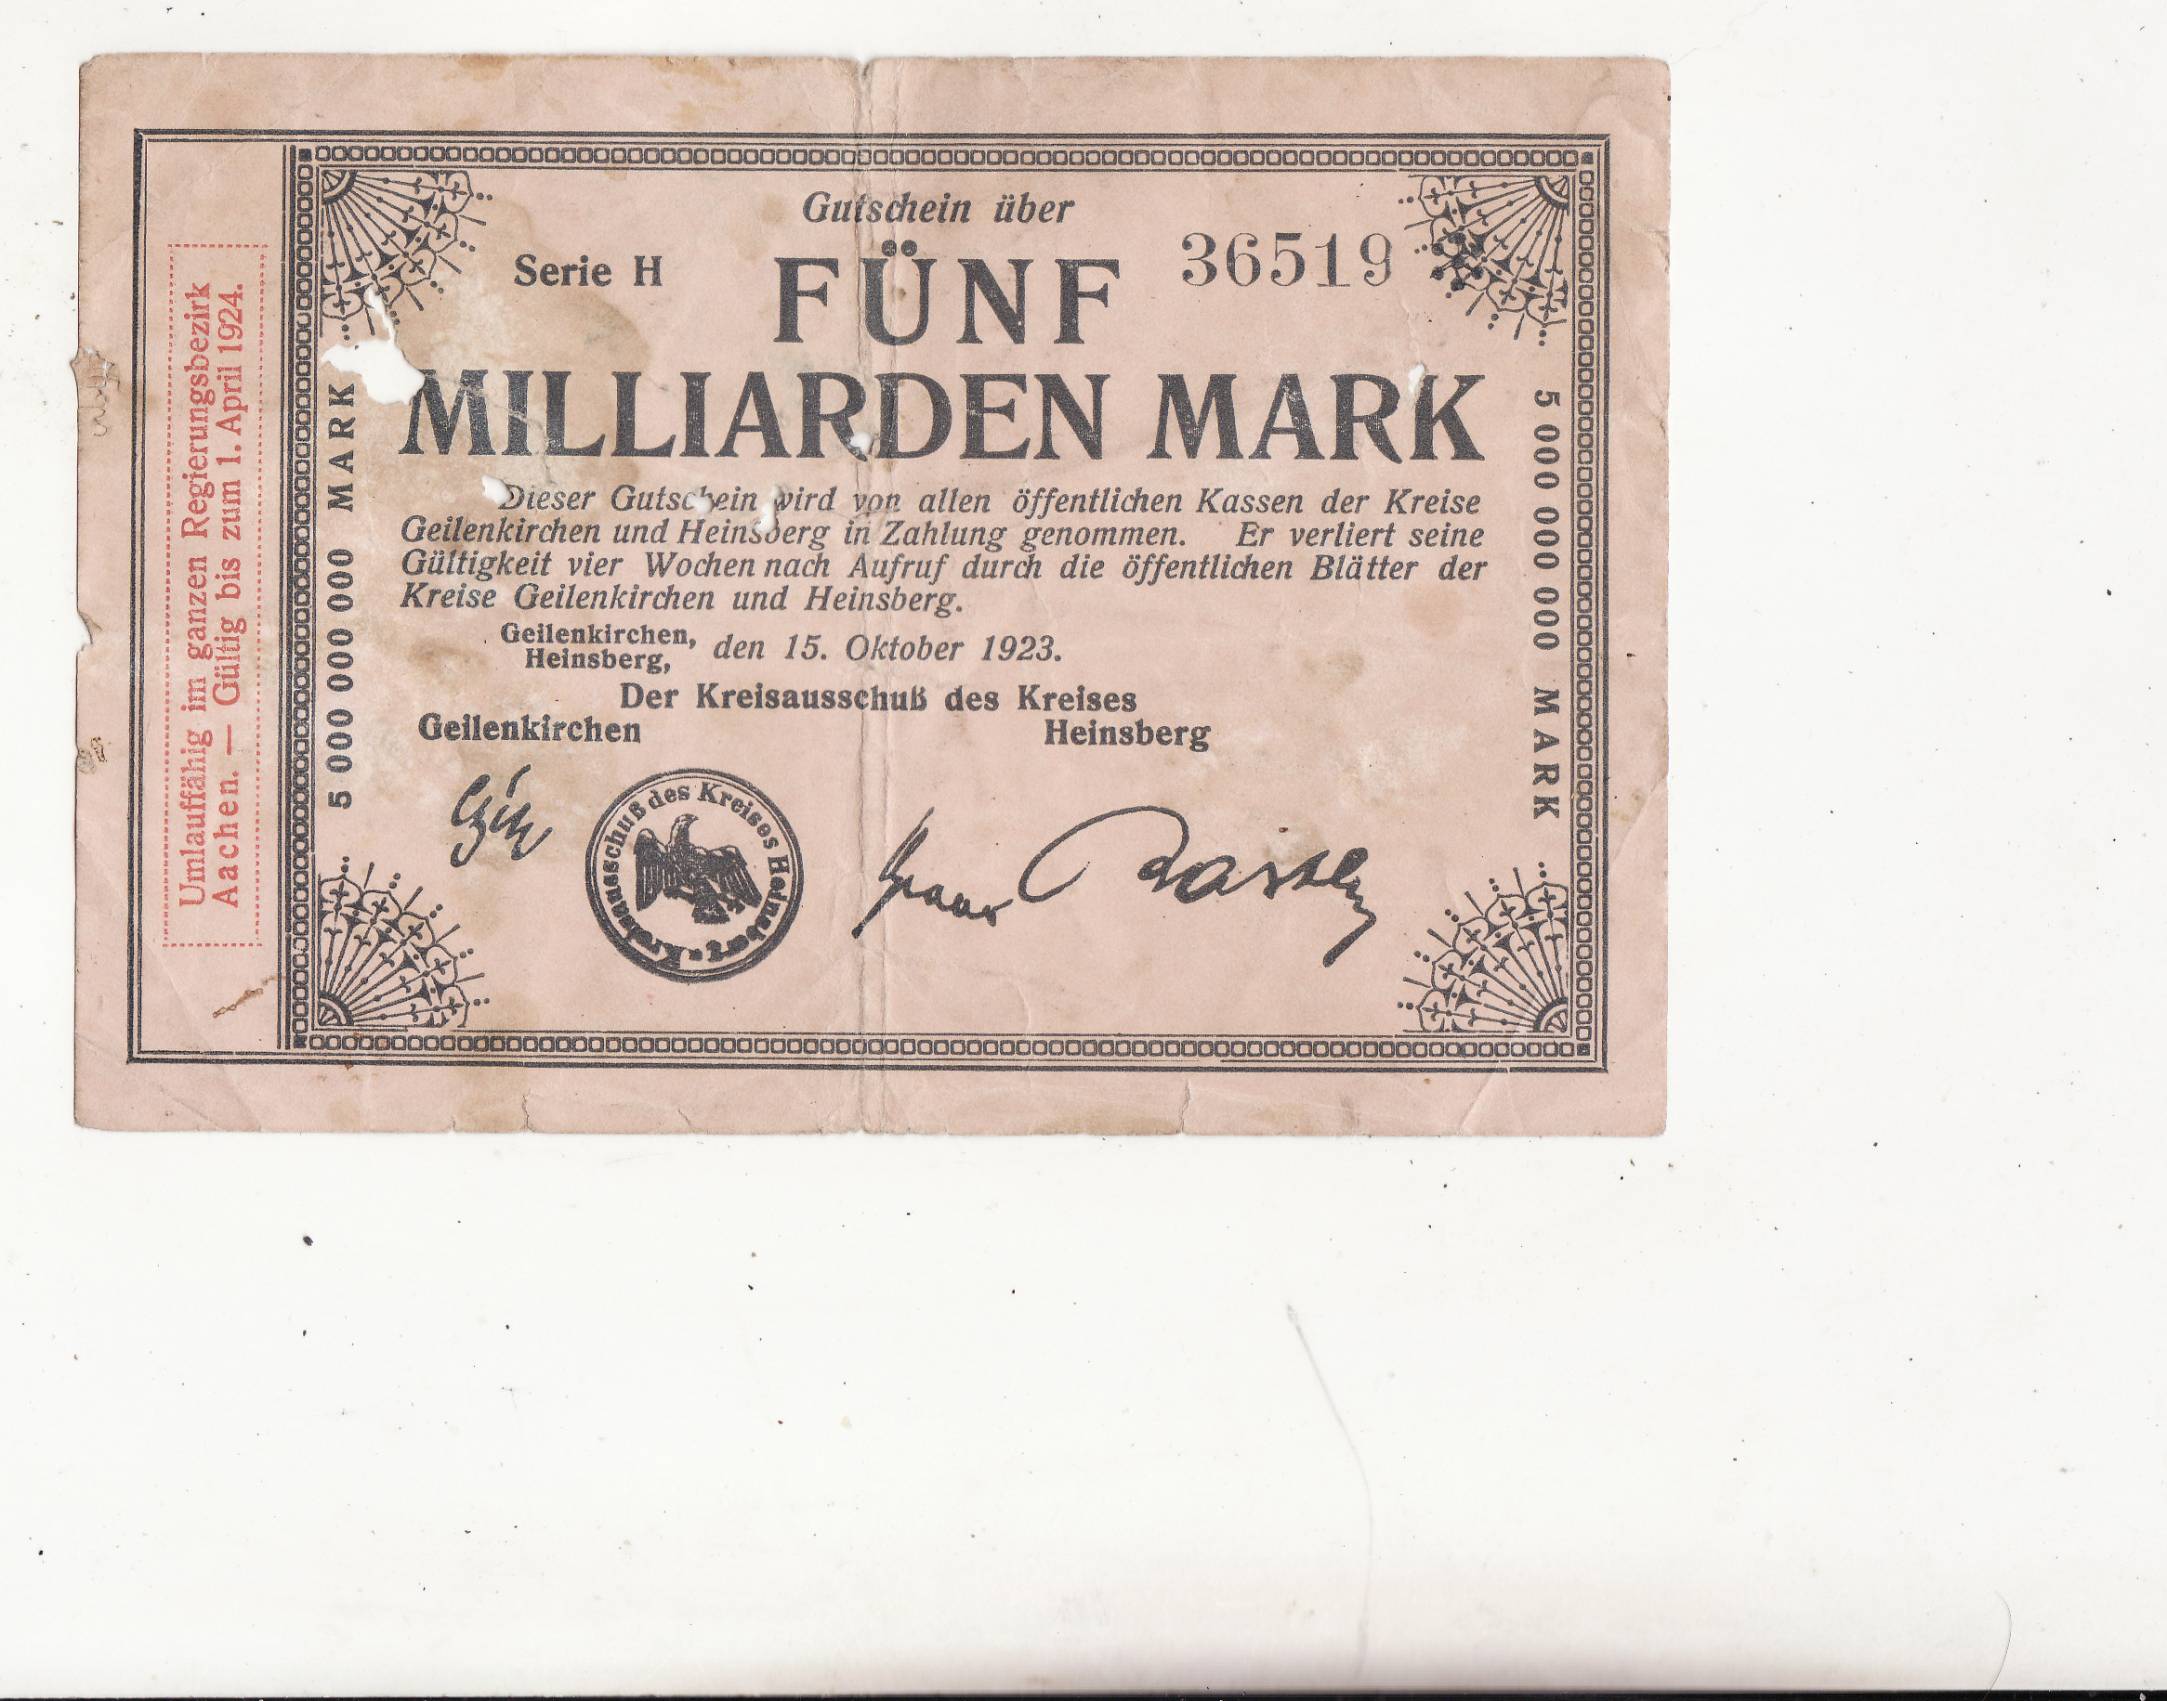 Gutschein über
Serie H
36519
FÜNF
MILLIARDEN MARK
Dieser Gutschein wird von allen öffentlichen Kassen der Kreise
Geilenkirchen und Heinsberg in Zahlung genommen. Er verliert seine
Gültigkeit vier Wochen nach Aufruf durch die öffentlichen Blätter der
Kreise Geilenkirchen und Heinsberg.
Geilenkirchen,
Heinsberg,
den 15. Oktober 1923.
Der Kreisausschuß des Kreises
Geilenkirchen
Heinsberg
Kreisausschuß des Kreises Heinsberg
5 000 000 000 MARK
5 000 000 000 MARK
Umlauffähig im ganzen Regierungsbezirk
Aachen. — Gültig bis zum 1. April 1924.